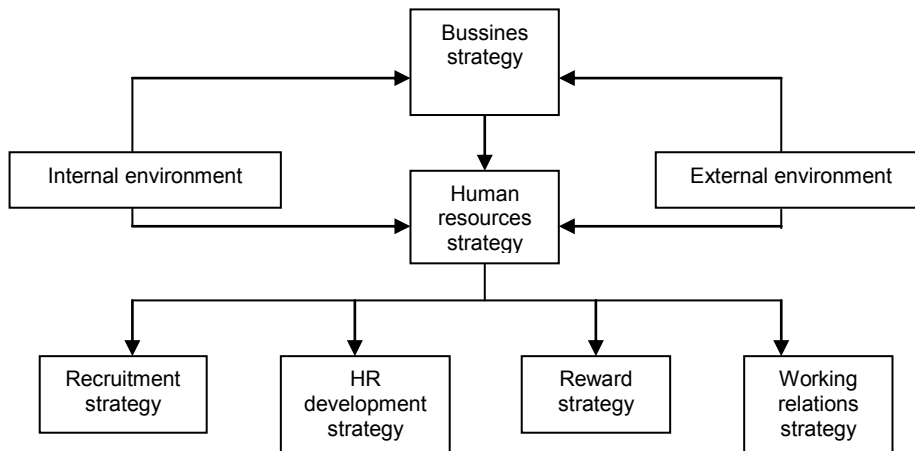 Bussines
strategy
Internal environment
External environment
Human
resources
strategy
Recruitment
strategy
HR
development
strategy
Reward
strategy
Working
relations
strategy